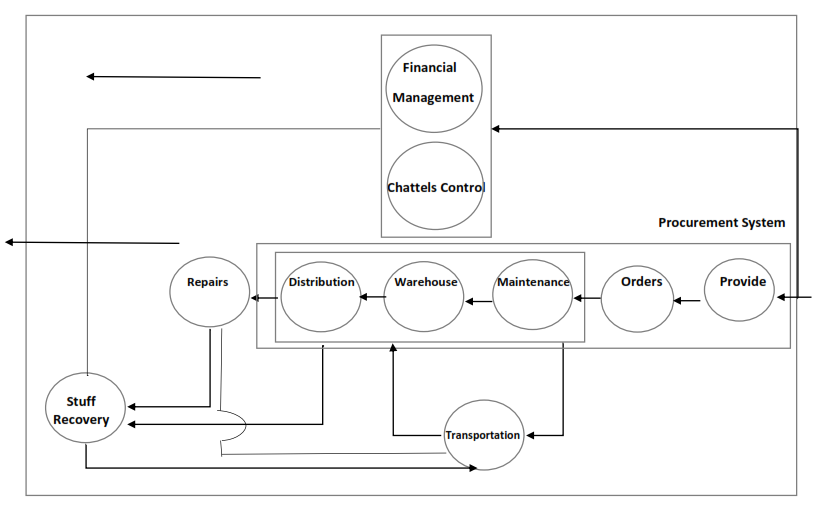 Financial
Management
Chattels Control
Procurement System
Repairs
Distribution
Warehouse
Maintenance
Orders
Provide
Stuff
Recovery
Transportation